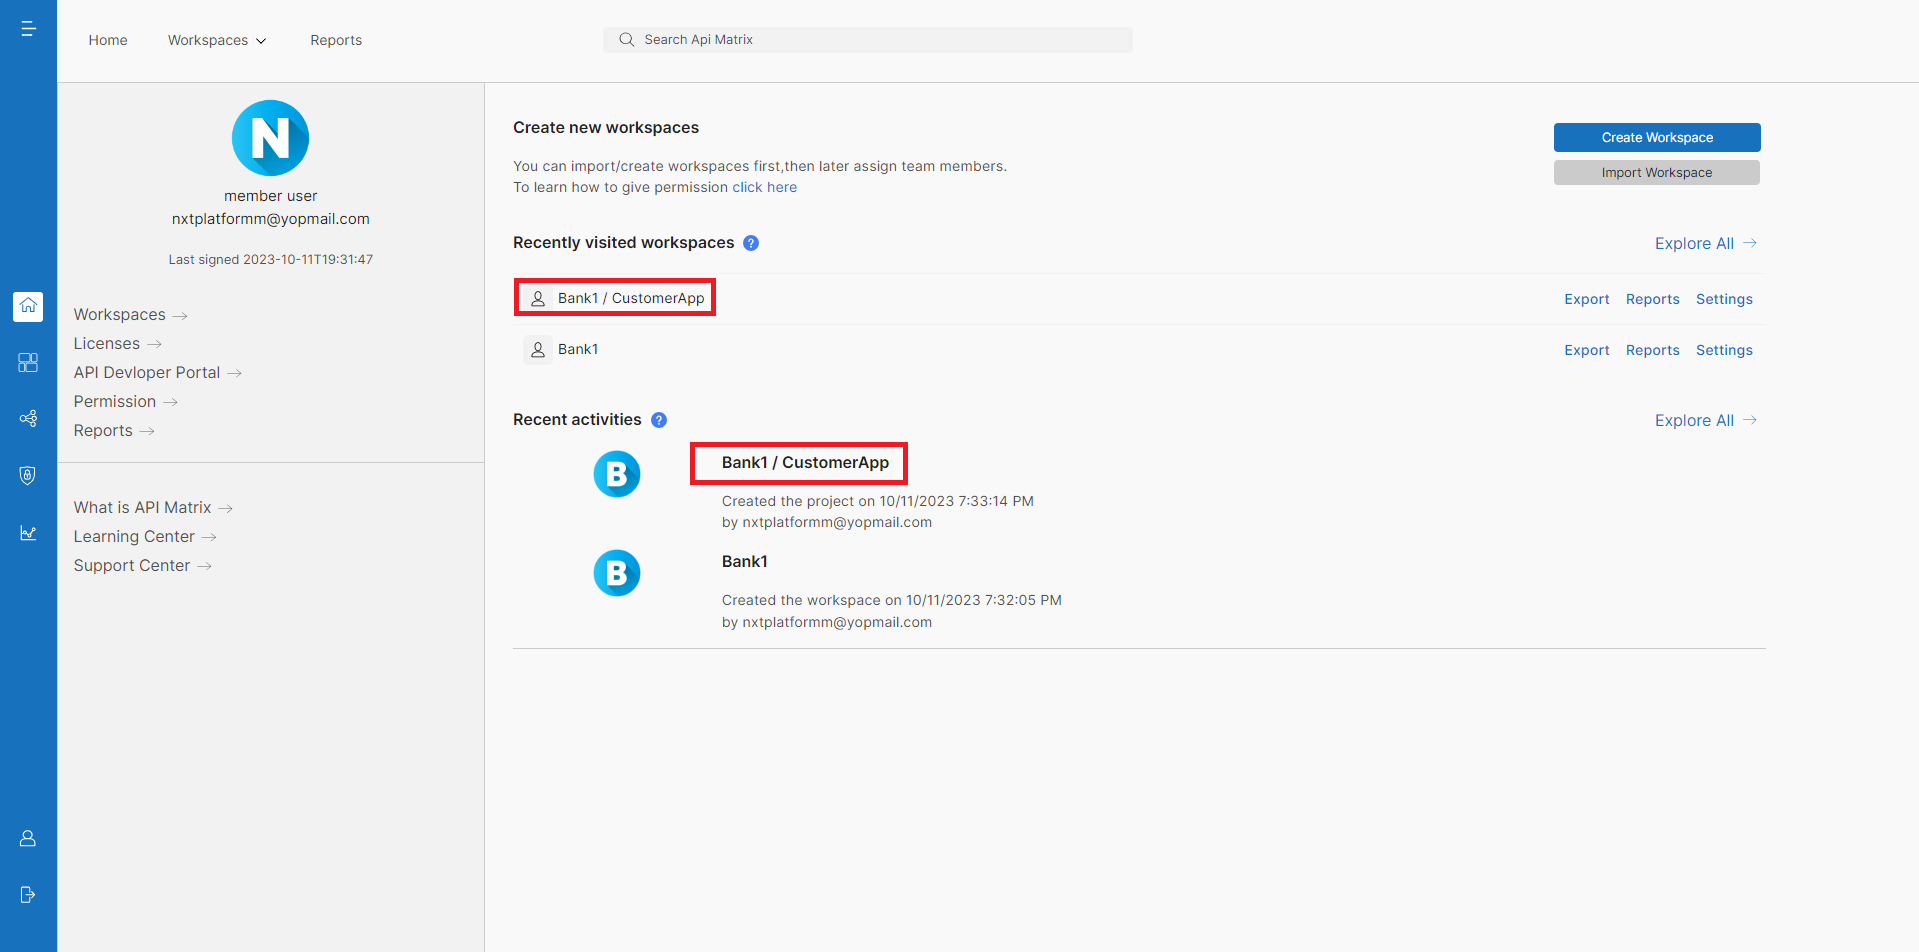 Home
Workspaces
Reports
Search Api Matrix
N
member user
nxtplatformm@yopmail.com
Last signed 2023-10-11T19:31:47
Workspaces
Licenses
API Devloper Portal
Permission
Reports
What is API Matrix
Learning Center
Support Center
Create new workspaces
You can import/create workspaces first,then later assign team members.
To learn how to give permission click here
Create Workspace
Import Workspace
Recently visited workspaces ?
Explore All
Bank1 / CustomerApp
Export Reports Settings
Bank1
Export Reports Settings
Recent activities ?
Explore All
B
Bank1 / CustomerApp
Created the project on 10/11/2023 7:33:14 PM
by nxtplatformm@yopmail.com
B
Bank1
Created the workspace on 10/11/2023 7:32:05 PM
by nxtplatformm@yopmail.com